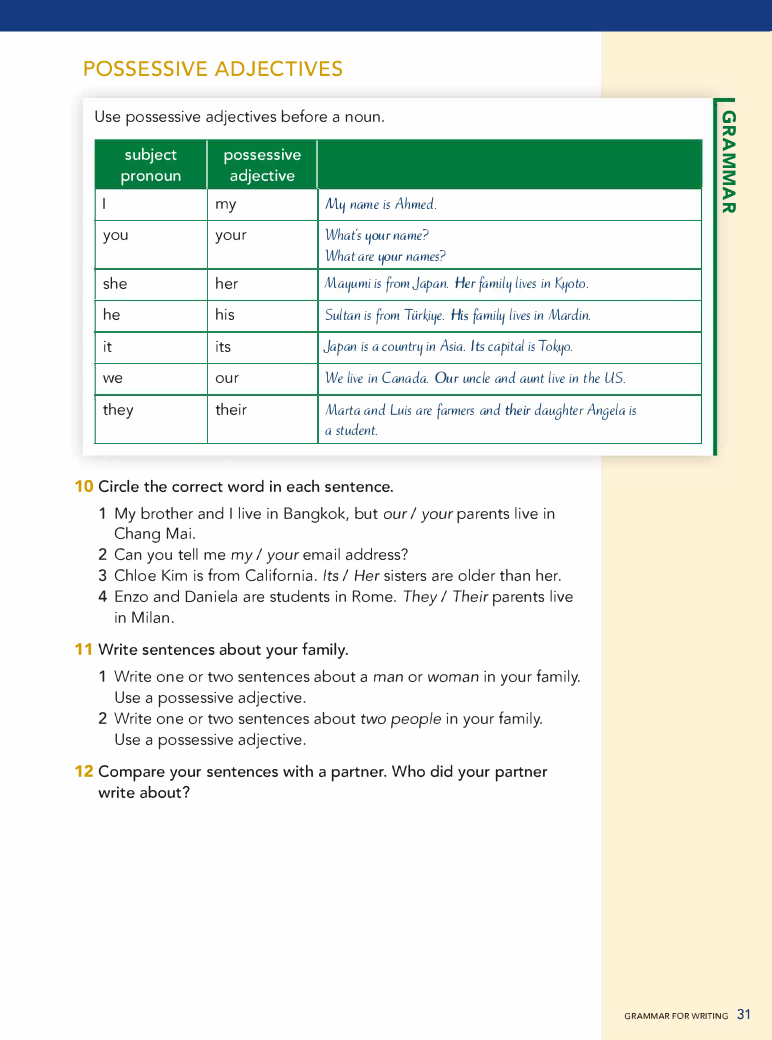 POSSESSIVE ADJECTIVES
GRAMMAR
Use possessive adjectives before a noun.
subject pronoun possessive adjective
I my My name is Ahmed.
you your What's your name?
What are your names?
she her Mayumi is from Japan. Her family lives in Kyoto.
he his Sultan is from Türkiye. His family lives in Mardin.
it its Japan is a country in Asia. Its capital is Tokyo.
we our We live in Canada. Our uncle and aunt live in the US.
they their Marta and Luis are farmers and their daughter Angela is
a student.
10 Circle the correct word in each sentence.
1 My brother and I live in Bangkok, but our / your parents live in
Chang Mai.
2 Can you tell me my / your email address?
3 Chloe Kim is from California. Its / Her sisters are older than her.
4 Enzo and Daniela are students in Rome. They / Their parents live
in Milan.
11 Write sentences about your family.
1 Write one or two sentences about a man or woman in your family.
Use a possessive adjective.
2 Write one or two sentences about two people in your family.
Use a possessive adjective.
12 Compare your sentences with a partner. Who did your partner
write about?
GRAMMAR FOR WRITING 31